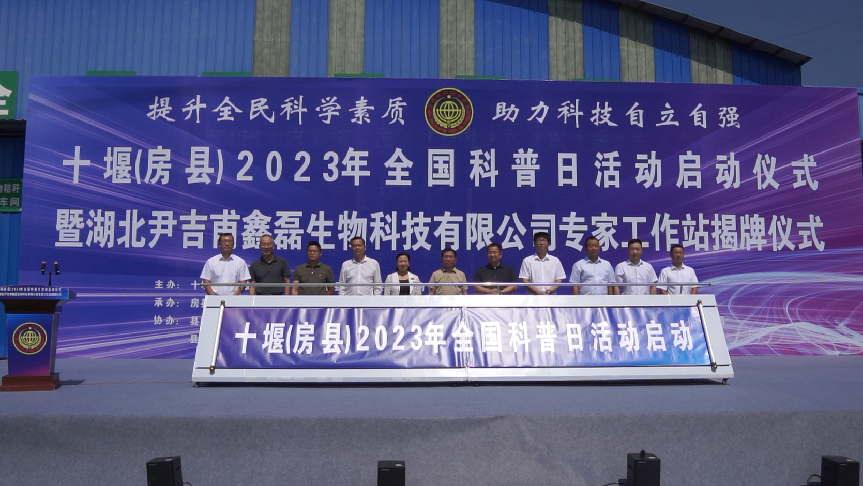 提升全民科学素质 助力科技自立自强
十堰(房县)2023年全国科普日活动启动仪式
暨湖北尹吉甫鑫磊生物科技有限公司专家工作站揭牌仪式
主办：十
承办：房县
协办：县
十堰(房县)2023年全国科普日活动启动